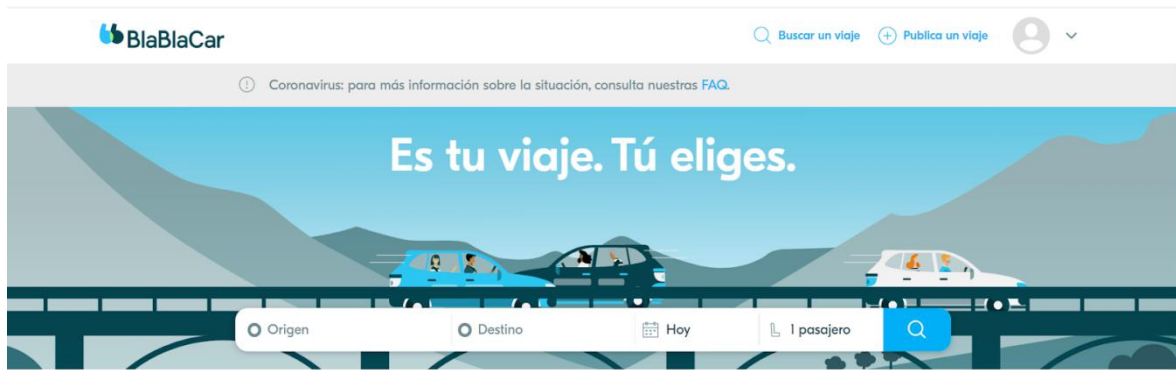 BlaBlaCar
Buscar un viaje
Publica un viaje
Coronavirus: para más información sobre la situación, consulta nuestras FAQ.
Es tu viaje. Tú eliges.
Origen
Destino
Hoy
1 pasajero